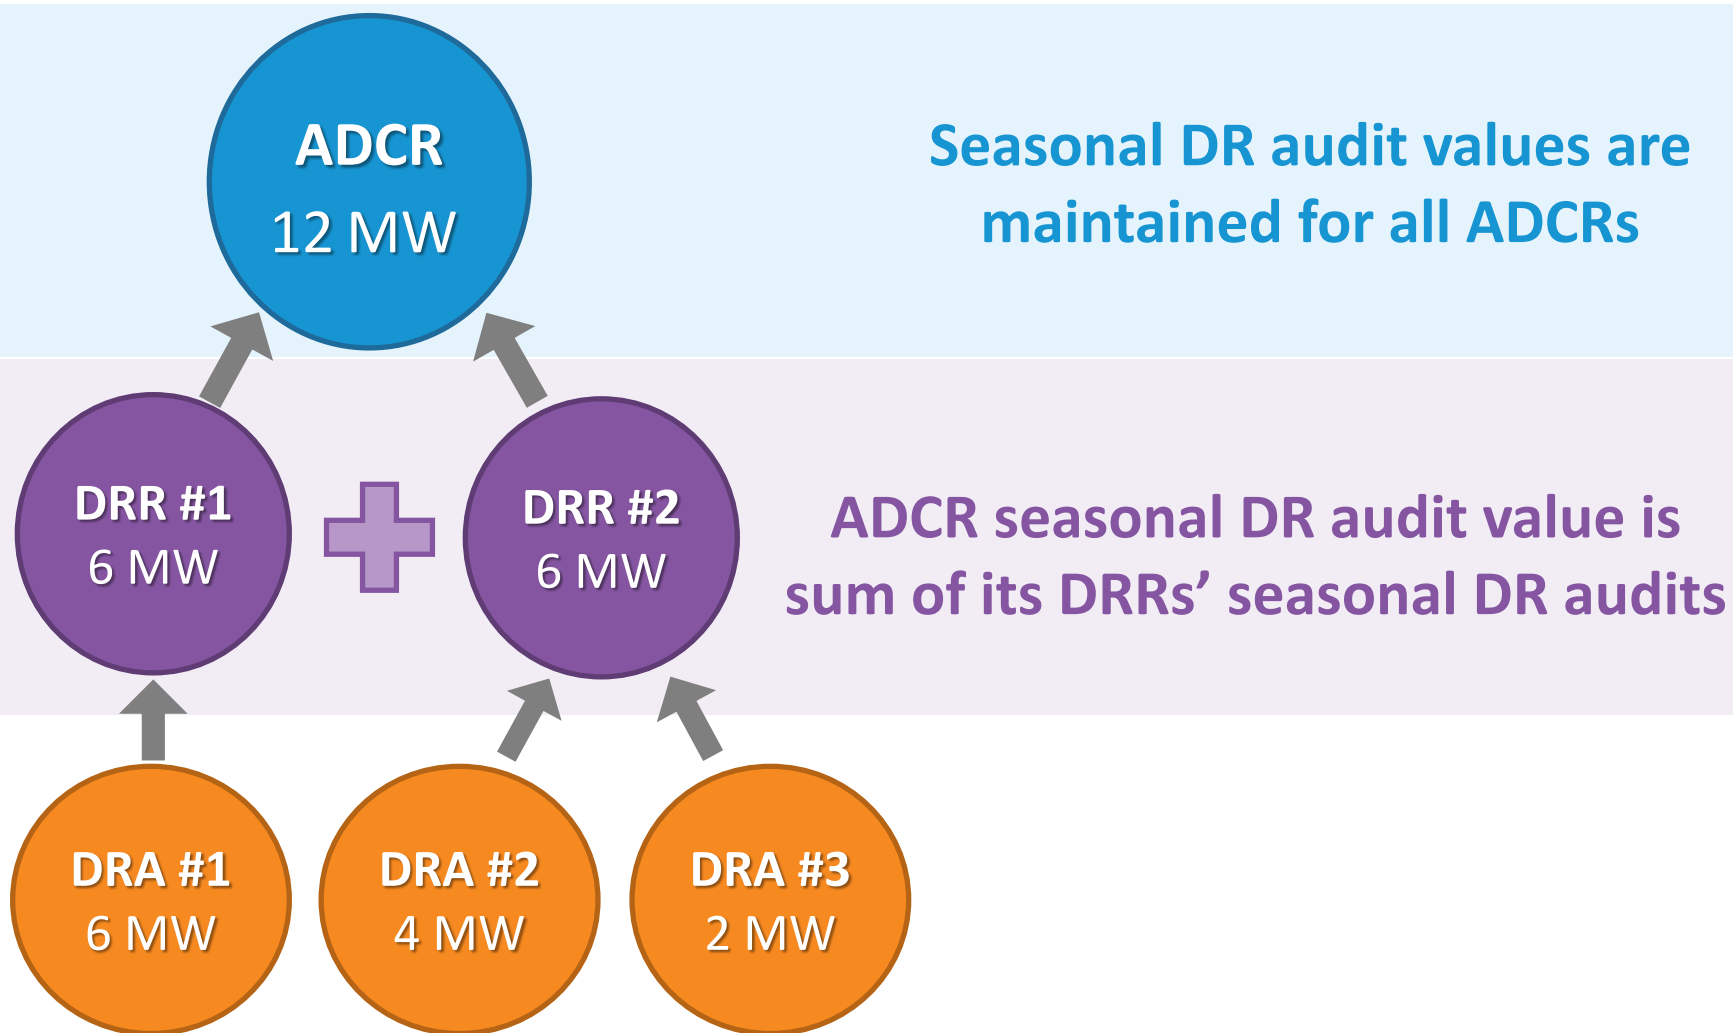 ADCR
12 MW
Seasonal DR audit values are
maintained for all ADCRs
DRR #1
6 MW
DRR #2
6 MW
ADCR seasonal DR audit value is
sum of its DRRs’ seasonal DR audits
DRA #1
6 MW
DRA #2
4 MW
DRA #3
2 MW